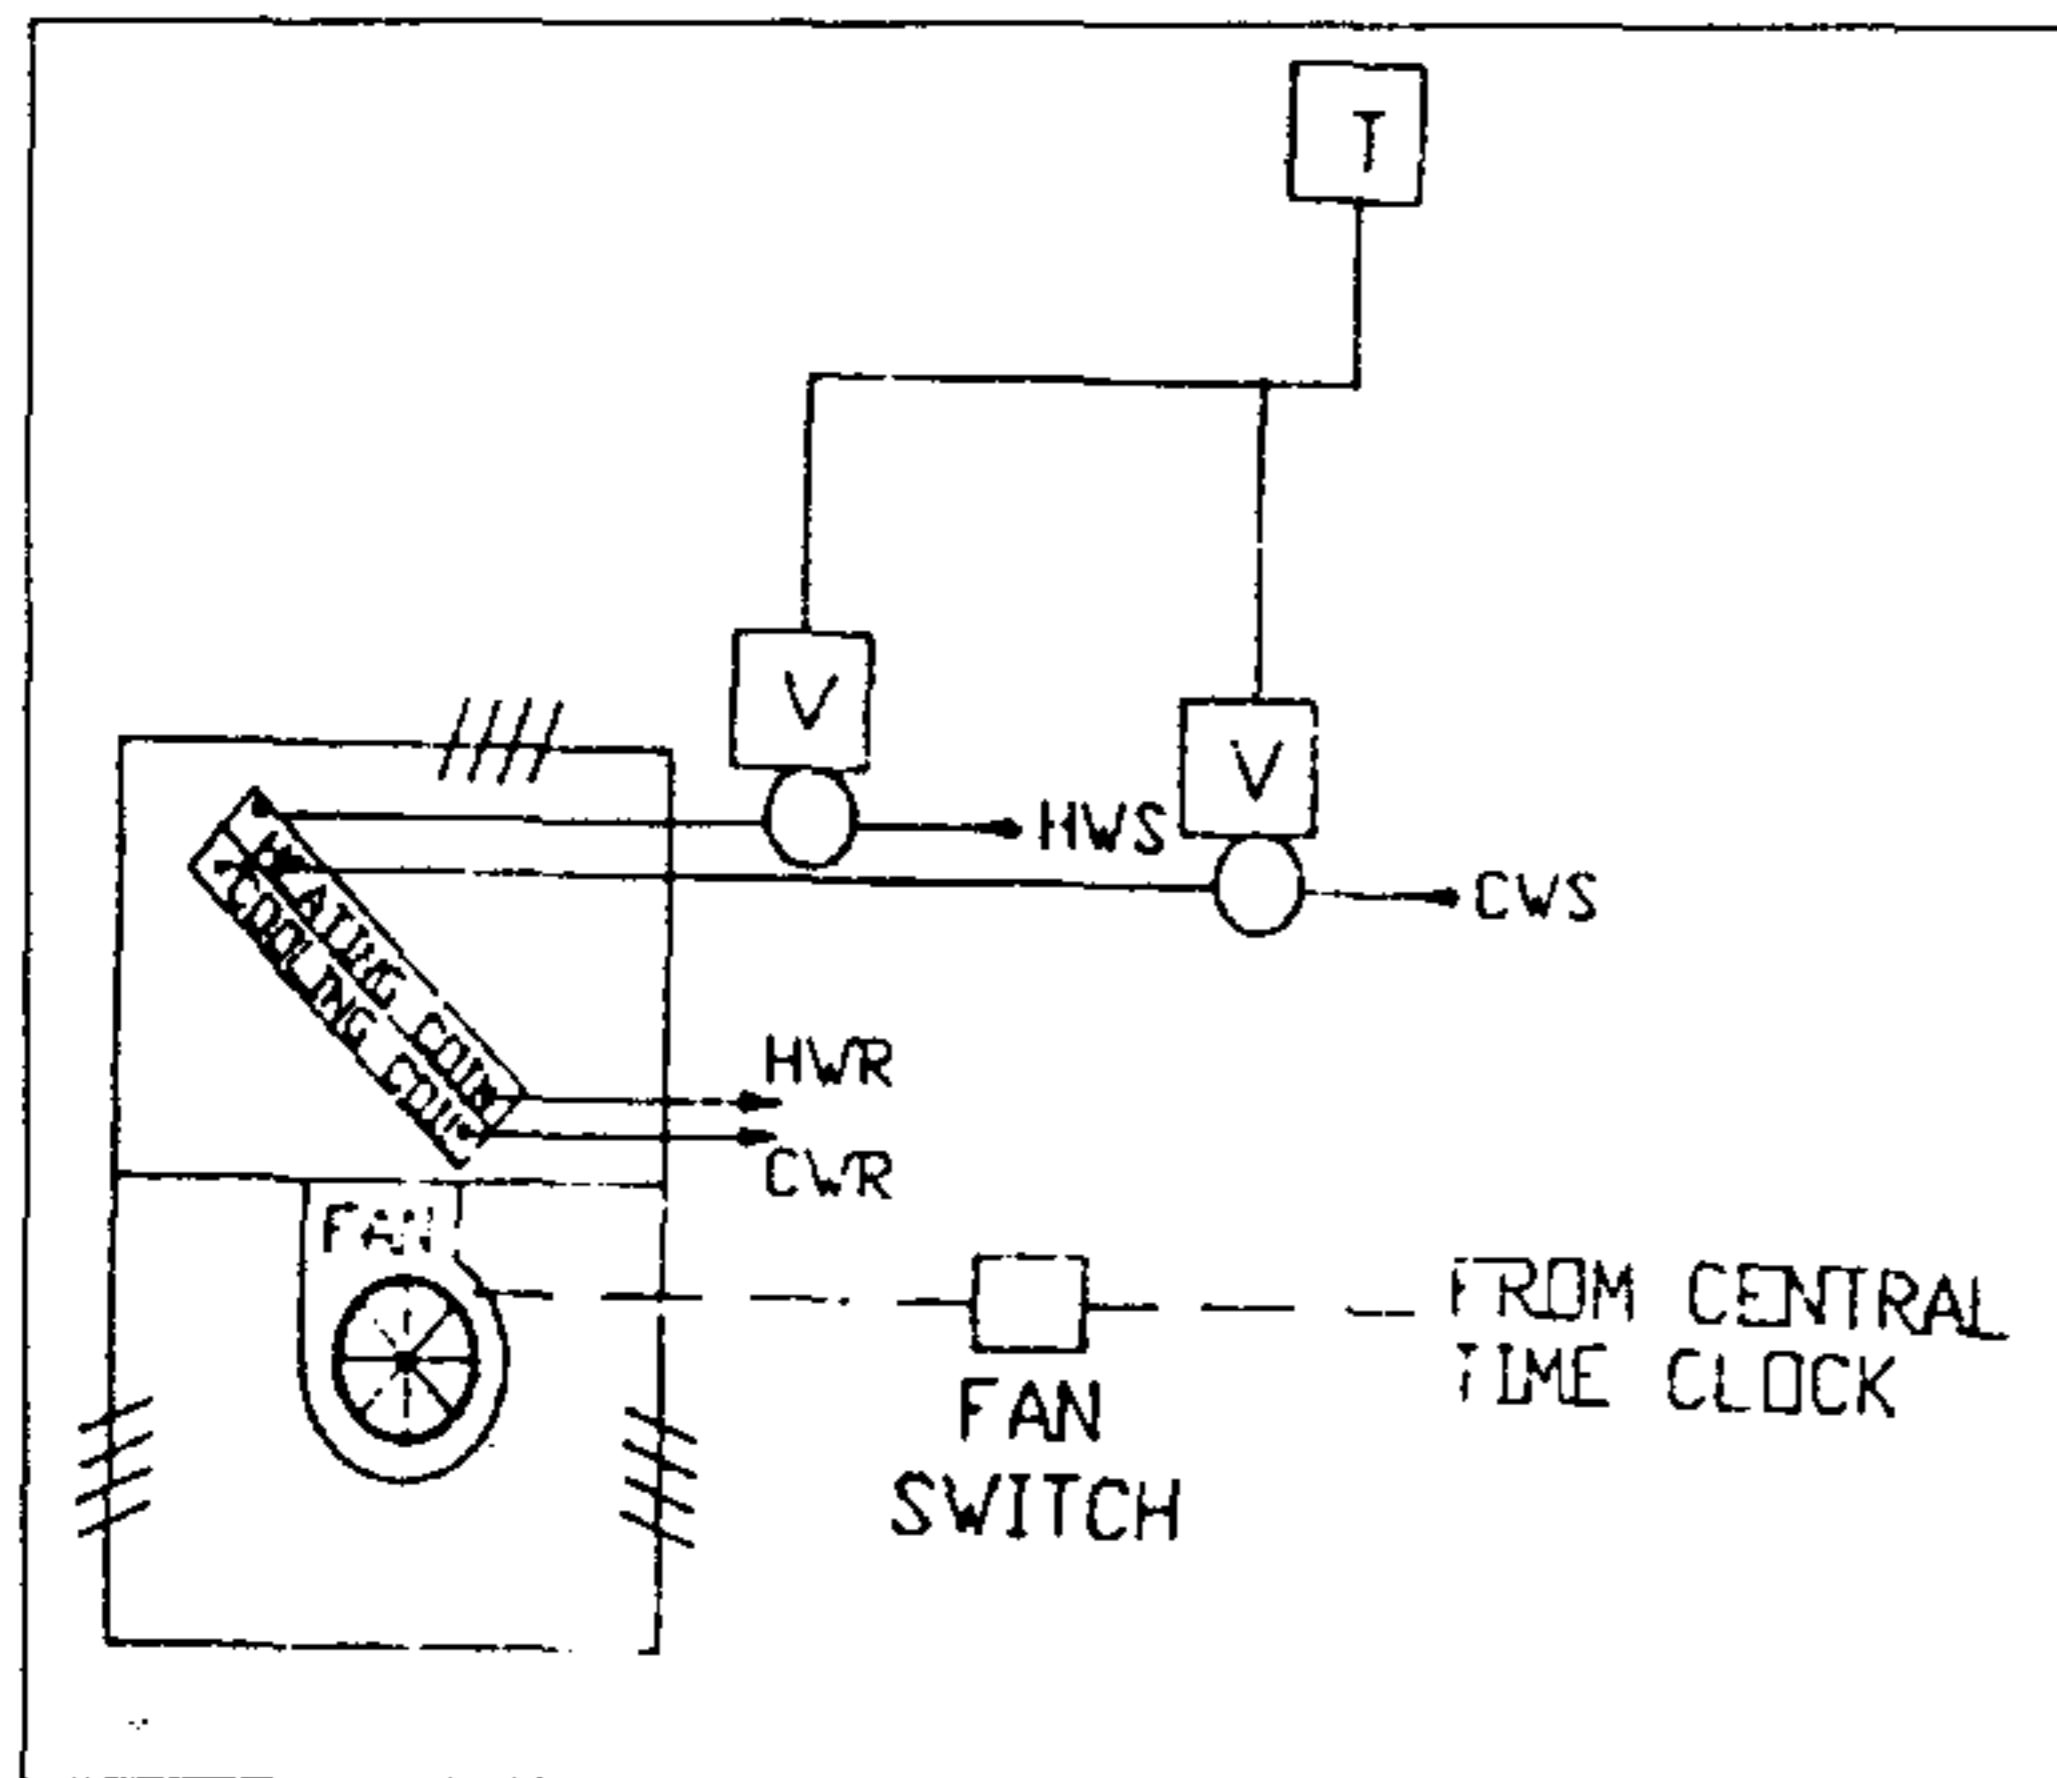 T
V
V
HWS
CWS
HEATING COIL
COOLING COIL
HWR
CWR
FAN
FROM CENTRAL
TIME CLOCK
FAN
SWITCH